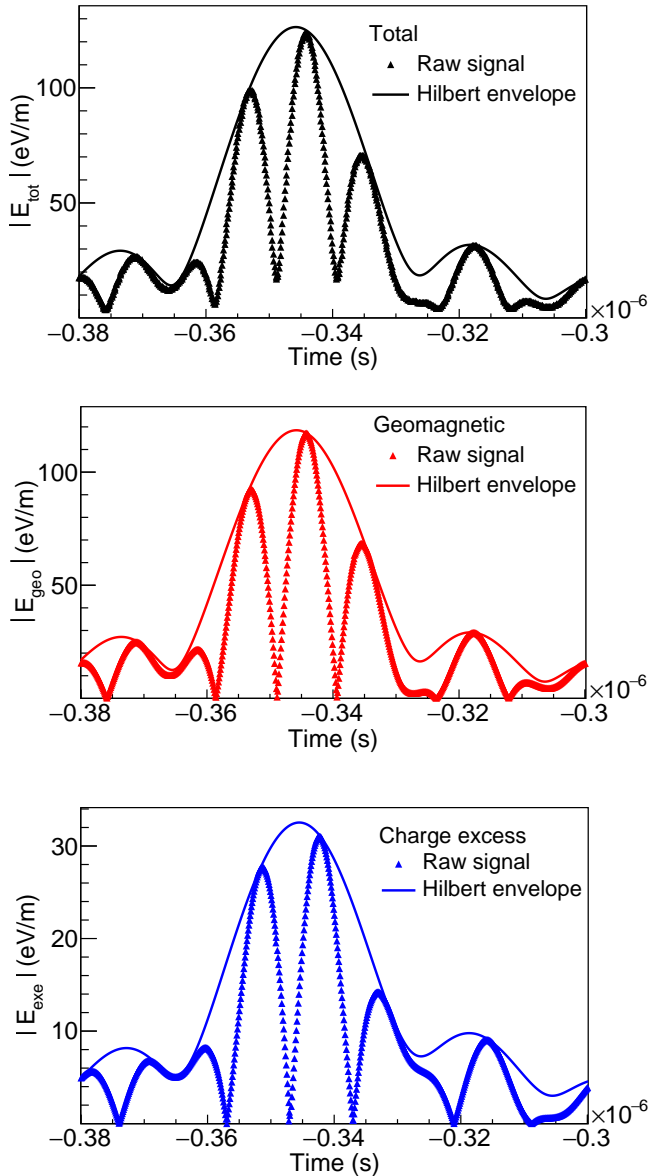 Total
Raw signal
Hilbert envelope
100
50
| E_tot | (eV/m)
−0.38 −0.36 −0.34 −0.32 −0.3
×10⁻⁶
Time (s)
Geomagnetic
Raw signal
Hilbert envelope
100
50
| E_geo | (eV/m)
−0.38 −0.36 −0.34 −0.32 −0.3
×10⁻⁶
Time (s)
Charge excess
Raw signal
Hilbert envelope
30
20
10
| E_exe | (eV/m)
−0.38 −0.36 −0.34 −0.32 −0.3
×10⁻⁶
Time (s)